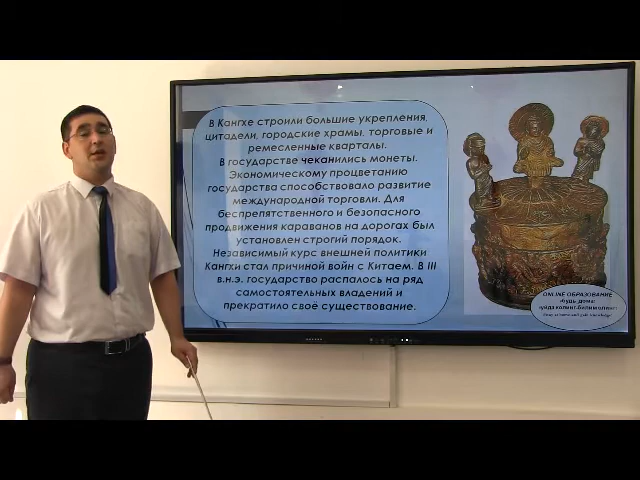 В Кангхе строили большие укрепления,
цитадели, городские храмы, торговые и
ремесленные кварталы.
В государстве чеканились монеты.
Экономическому процветанию
государства способствовало развитие
международной торговли. Для
беспрепятственного и безопасного
продвижения караванов на дорогах был
установлен строгий порядок.
Независимый курс внешней политики
Кангхи стал причиной войн с Китаем. В III
в.н.э. государство распалось на ряд
самостоятельных владений и
прекратило своё существование.
ONLINE ОБРАЗОВАНИЕ